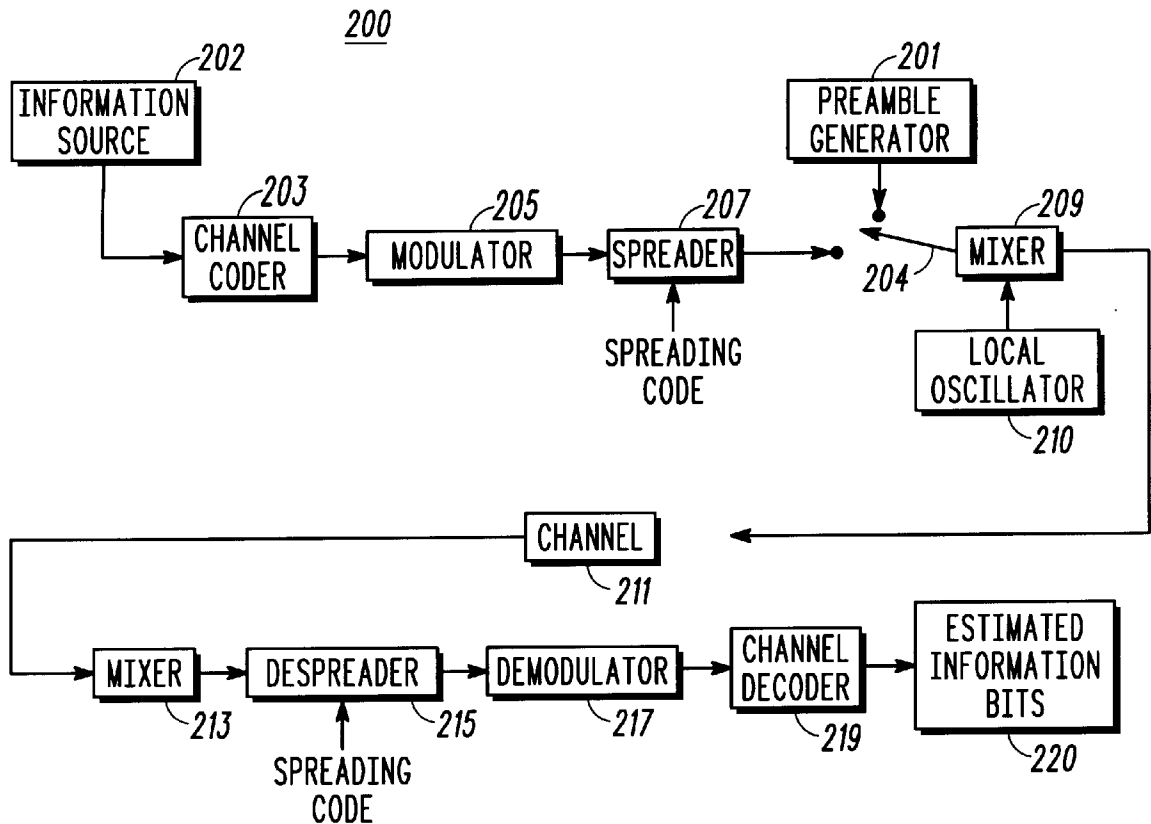 200
202
INFORMATION
SOURCE
201
PREAMBLE
GENERATOR
203
CHANNEL
CODER
205
MODULATOR
207
SPREADER
SPREADING
CODE
204
209
MIXER
LOCAL
OSCILLATOR
210
CHANNEL
211
MIXER
213
DESPREADER
215
SPREADING
CODE
DEMODULATOR
217
CHANNEL
DECODER
219
ESTIMATED
INFORMATION
BITS
220